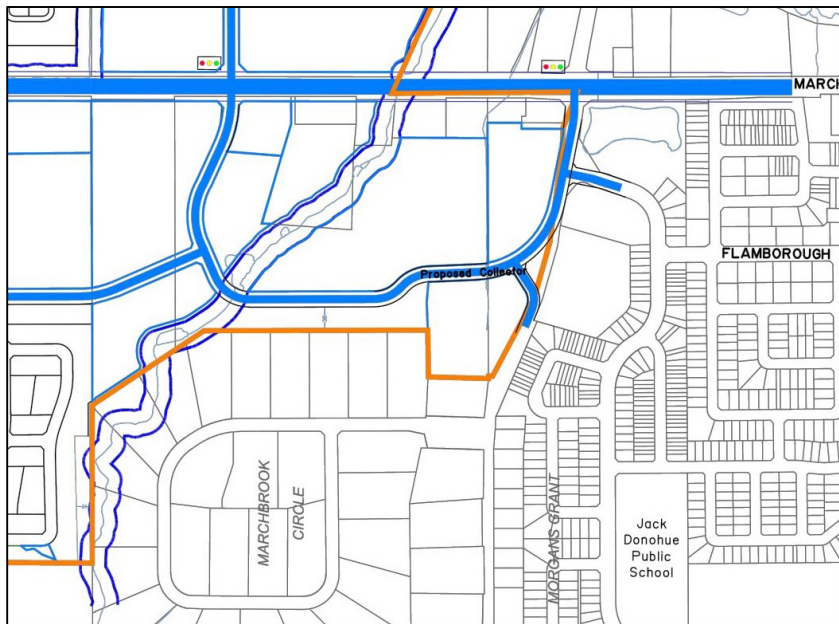 MARCH
FLAMBOROUGH
Proposed Collector
MARCHBROOK
CIRCLE
MORGANS GRANT
Jack
Donohue
Public
School